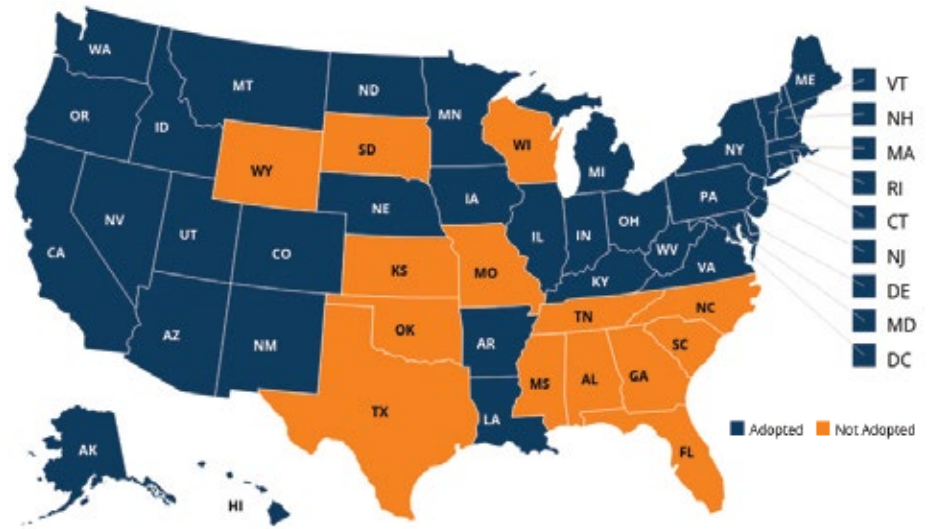 WA
MT
ND
MN
ME
VT
OR
ID
SD
WI
NH
WY
MI
NY
MA
NE
IA
PA
RI
NV
UT
IL
IN
OH
CT
CA
CO
WV
VA
NJ
KS
MO
KY
DE
AZ
NM
OK
AR
TN
NC
MD
SC
DC
TX
MS
AL
GA
LA
Adopted
Not Adopted
AK
FL
HI